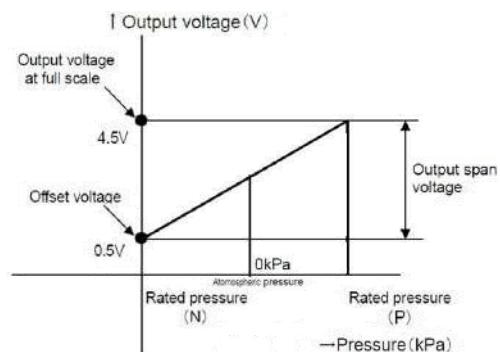 ↑ Output voltage(V)
Output voltage
at full scale
4.5V
Offset voltage
0.5V
Output span
voltage
0kPa
Atomospheric pressure
Rated pressure
(N)
Rated pressure
(P)
→Pressure(kPa)